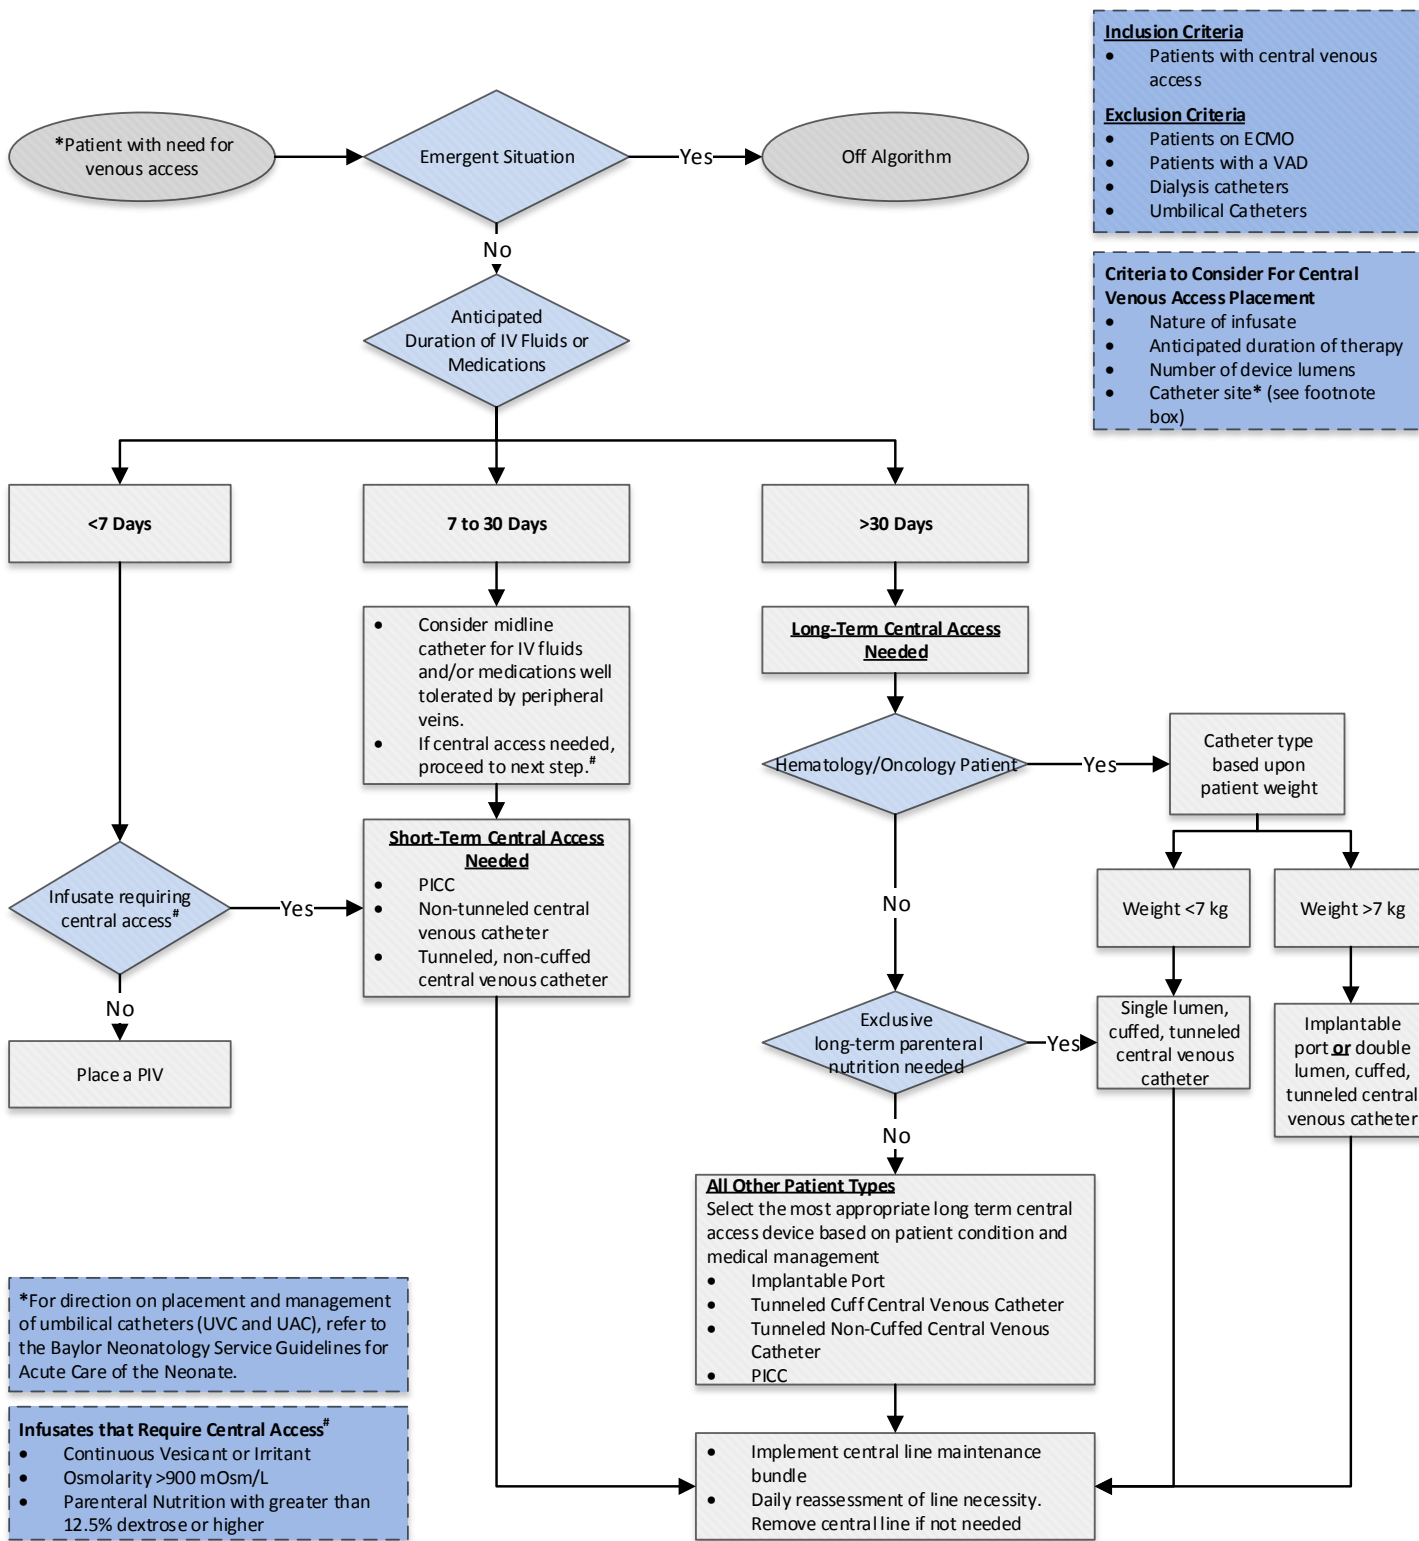 *Patient with need for
venous access
Emergent Situation
Yes
Off Algorithm
No
Inclusion Criteria
• Patients with central venous
access
Exclusion Criteria
• Patients on ECMO
• Patients with a VAD
• Dialysis catheters
• Umbilical Catheters
Criteria to Consider For Central
Venous Access Placement
• Nature of infusate
• Anticipated duration of therapy
• Number of device lumens
• Catheter site* (see footnote
box)
Anticipated
Duration of IV Fluids or
Medications
<7 Days
7 to 30 Days
>30 Days
• Consider midline
catheter for IV fluids
and/or medications well
tolerated by peripheral
veins.
• If central access needed,
proceed to next step.#
Long-Term Central Access
Needed
Hematology/Oncology Patient
Yes
Catheter type
based upon
patient weight
Short-Term Central Access
Needed
• PICC
• Non-tunneled central
venous catheter
• Tunneled, non-cuffed
central venous catheter
Infusate requiring
central access#
Yes
No
Place a PIV
No
Weight <7 kg
Weight >7 kg
Exclusive
long-term parenteral
nutrition needed
Yes
Single lumen,
cuffed, tunneled
central venous
catheter
Implantable
port or double
lumen, cuffed,
tunneled central
venous catheter
No
All Other Patient Types
Select the most appropriate long term central
access device based on patient condition and
medical management
• Implantable Port
• Tunneled Cuff Central Venous Catheter
• Tunneled Non-Cuffed Central Venous
Catheter
• PICC
*For direction on placement and management
of umbilical catheters (UVC and UAC), refer to
the Baylor Neonatology Service Guidelines for
Acute Care of the Neonate.
Infusates that Require Central Access#
• Continuous Vesicant or Irritant
• Osmolarity >900 mOsm/L
• Parenteral Nutrition with greater than
12.5% dextrose or higher
• Implement central line maintenance
bundle
• Daily reassessment of line necessity.
Remove central line if not needed